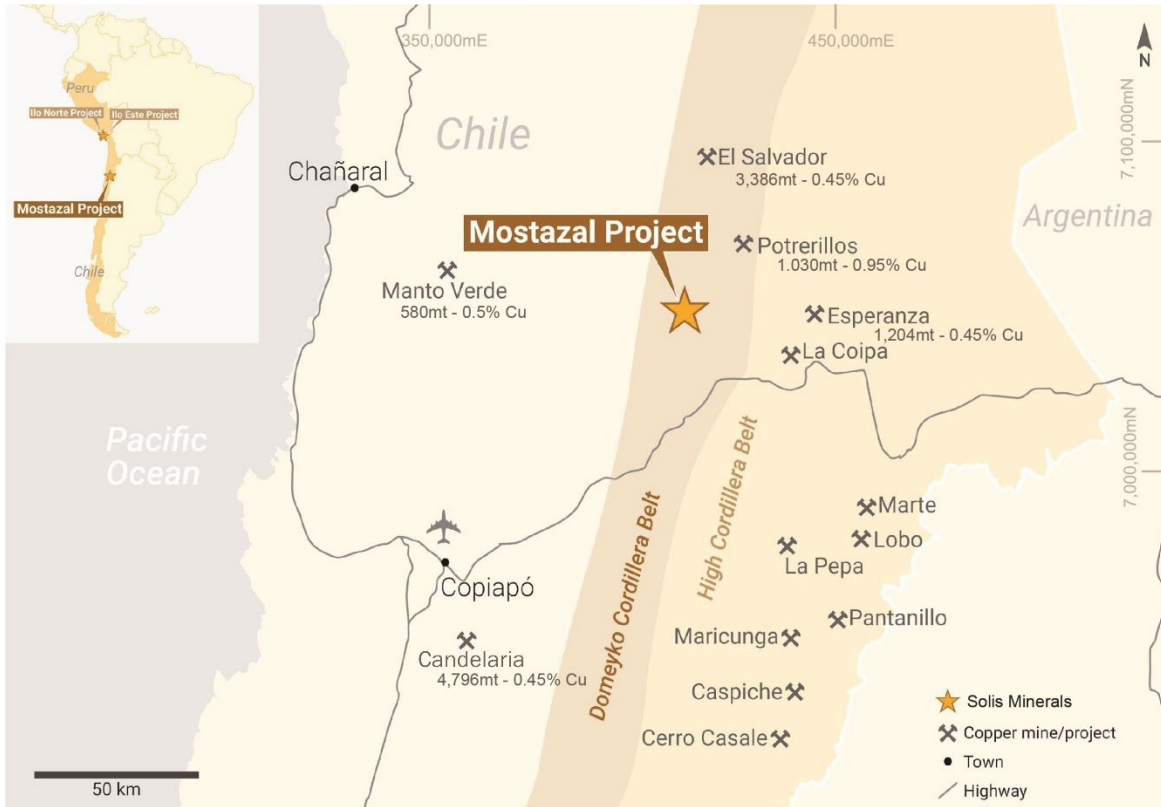 350,000mE
450,000mE
N
Peru
Ilo Norte Project
Ilo Este Project
Mostazal Project
Chile
Chile
7,100,000mN
El Salvador
3,386mt - 0.45% Cu
Chañaral
Argentina
Mostazal Project
Potrerillos
1.030mt - 0.95% Cu
Manto Verde
580mt - 0.5% Cu
Esperanza
1,204mt - 0.45% Cu
La Coipa
Pacific
Ocean
7,000,000mN
High Cordillera Belt
Domeyko Cordillera Belt
Marte
Lobo
La Pepa
Copiapó
Pantanillo
Maricunga
Candelaria
4,796mt - 0.45% Cu
Caspiche
Cerro Casale
Solis Minerals
Copper mine/project
Town
Highway
50 km